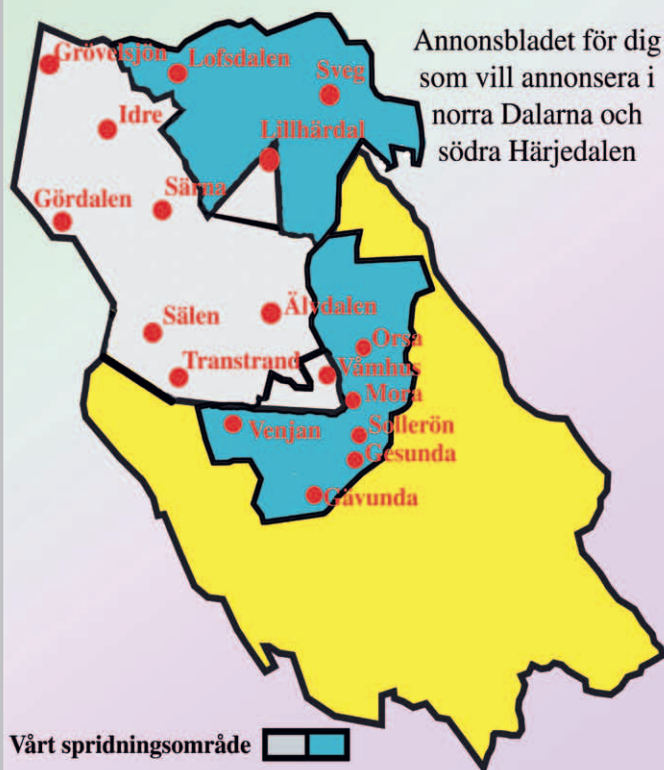 Annonsbladet för dig
som vill annonsera i
norra Dalarna och
södra Härjedalen
Grövelsjön
Lofsdalen
Sveg
Idre
Lillhärdal
Särna
Gördalen
Älvdalen
Sälen
Orsa
Transtrand
Våmhus
Mora
Venjan
Sollerön
Gesunda
Gävunda
Vårt spridningsområde